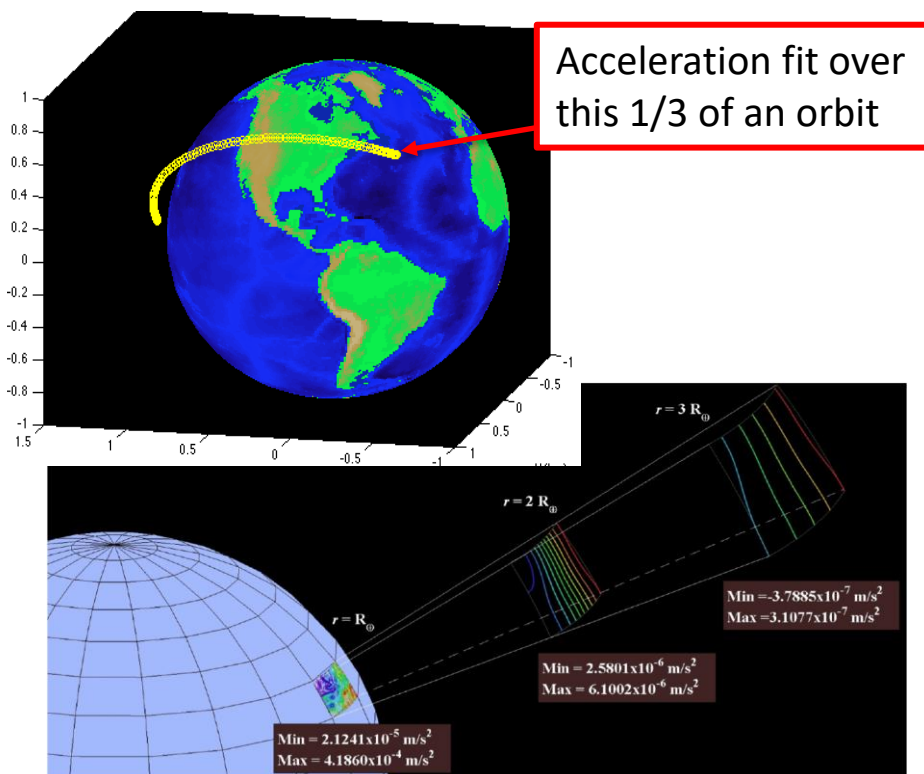 Acceleration fit over
this 1/3 of an orbit
1
0.8
0.6
0.4
0.2
0
-0.2
-0.4
-0.6
-0.8
-1
1.5
1
0.5
0
-0.5
-1
1
0.5
0
-0.5
-1
r = 3 R⊕
r = 2 R⊕
r = R⊕
Min =-3.7885x10⁻⁷ m/s²
Max =3.1077x10⁻⁷ m/s²
Min = 2.5801x10⁻⁶ m/s²
Max = 6.1002x10⁻⁶ m/s²
Min = 2.1241x10⁻⁵ m/s²
Max = 4.1860x10⁻⁴ m/s²